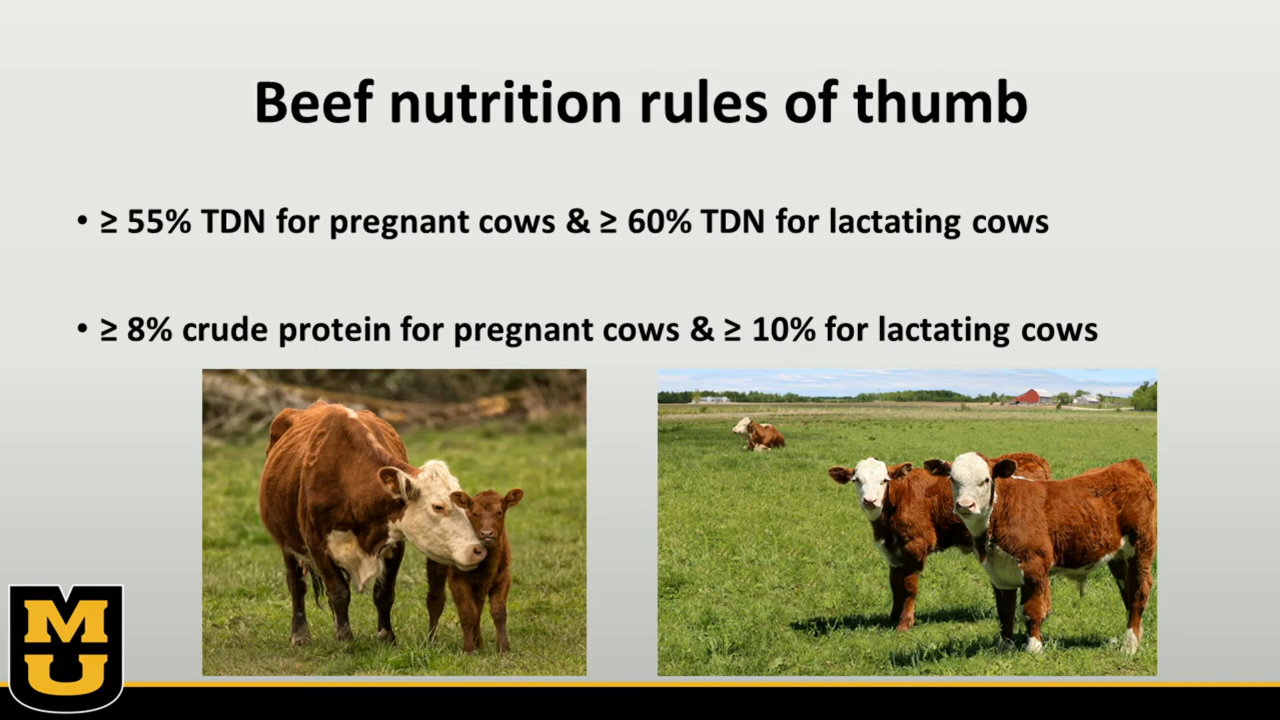 Beef nutrition rules of thumb
• ≥ 55% TDN for pregnant cows & ≥ 60% TDN for lactating cows
• ≥ 8% crude protein for pregnant cows & ≥ 10% for lactating cows
M
U